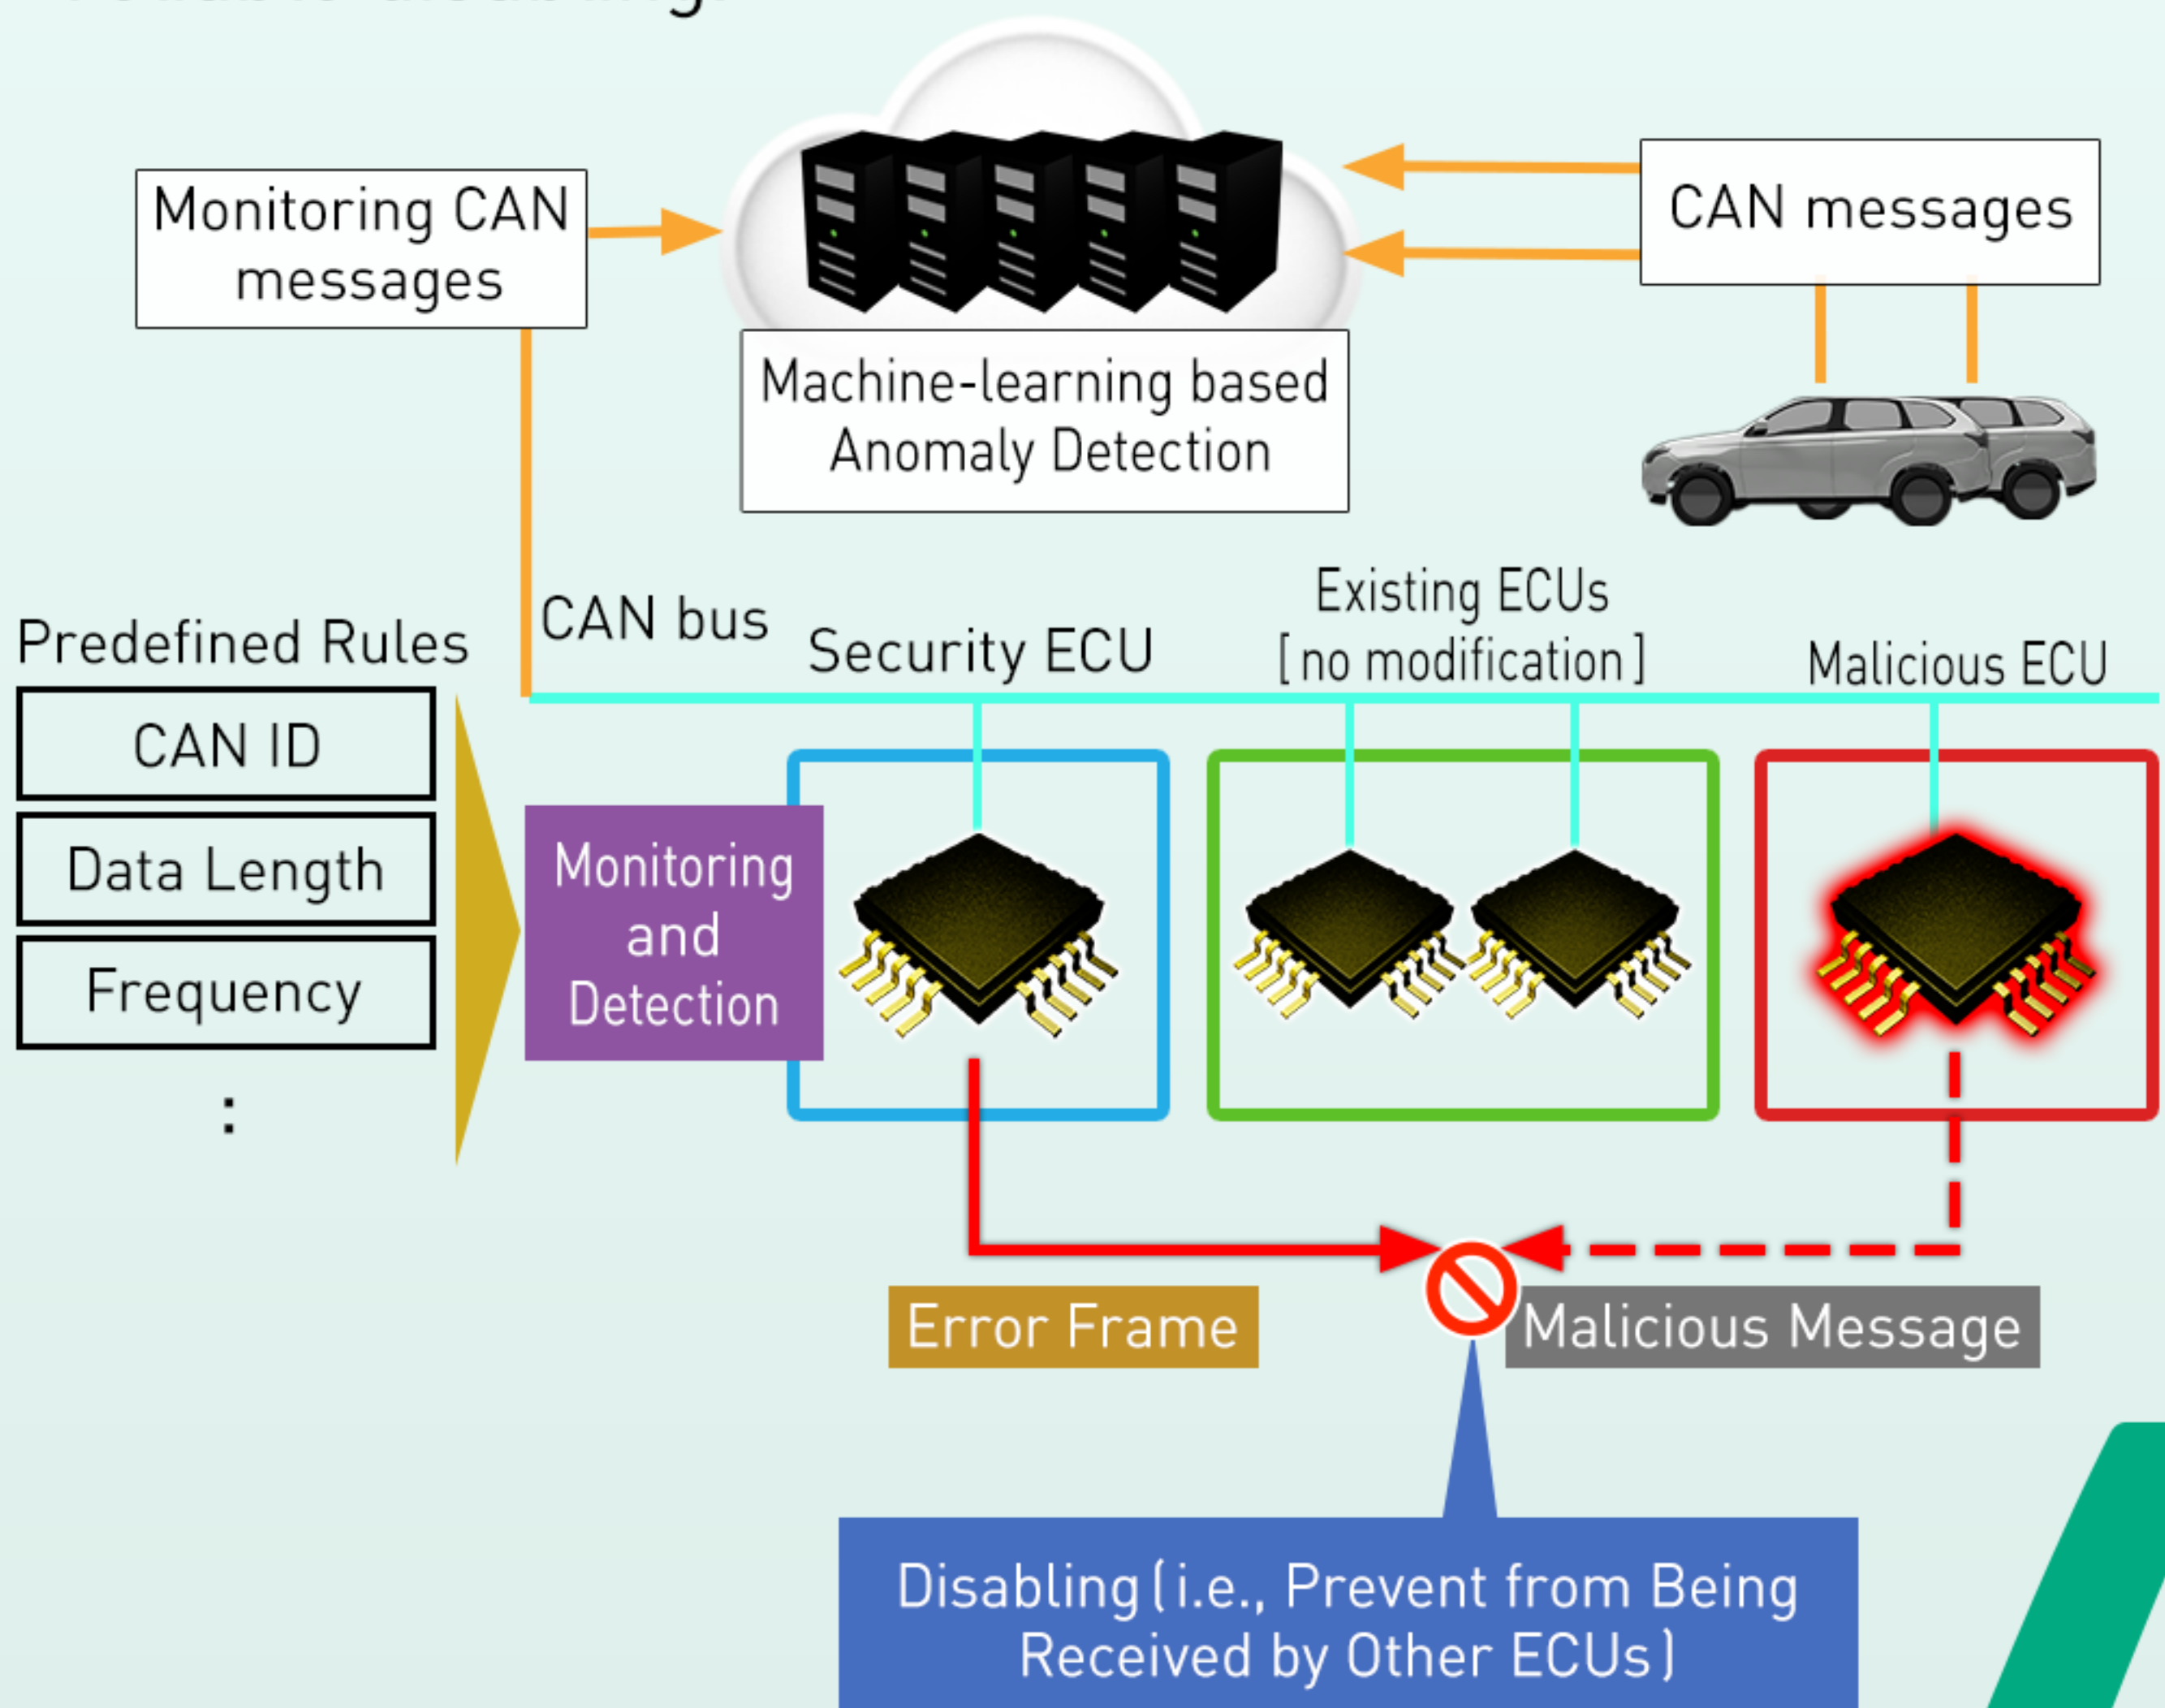 Monitoring CAN
messages
CAN messages
Machine-learning based
Anomaly Detection
CAN bus
Security ECU
Existing ECUs
[no modification]
Malicious ECU
Predefined Rules
CAN ID
Data Length
Frequency
:
Monitoring
and
Detection
Error Frame
Malicious Message
Disabling(i.e., Prevent from Being
Received by Other ECUs)